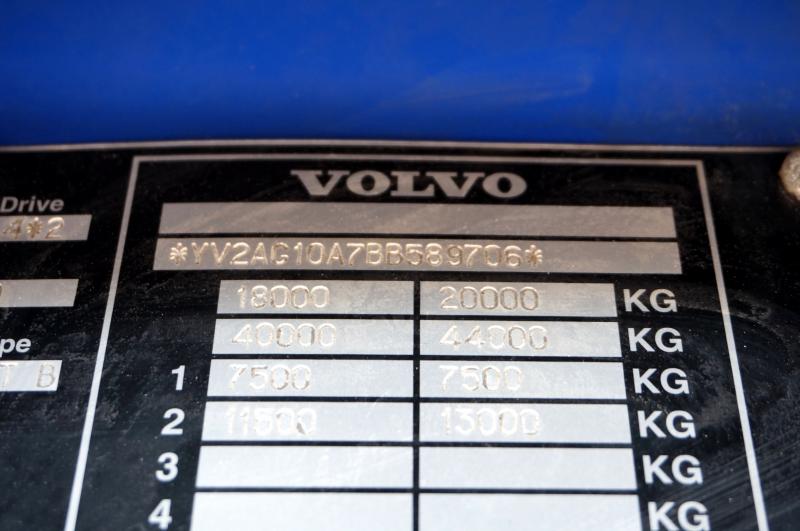 VOLVO
Drive
4*2
*YV2AG10A7BB589706*
18000 20000 KG
40000 44000 KG
pe
T B
1 7500 7500 KG
2 11500 13000 KG
3 KG
4 KG